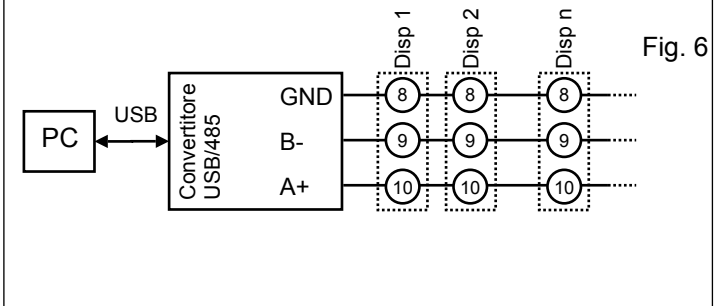 Fig. 6
Disp 1
Disp 2
Disp n
PC
USB
Convertitore
USB/485
GND
8
8
8
B-
9
9
9
A+
10
10
10